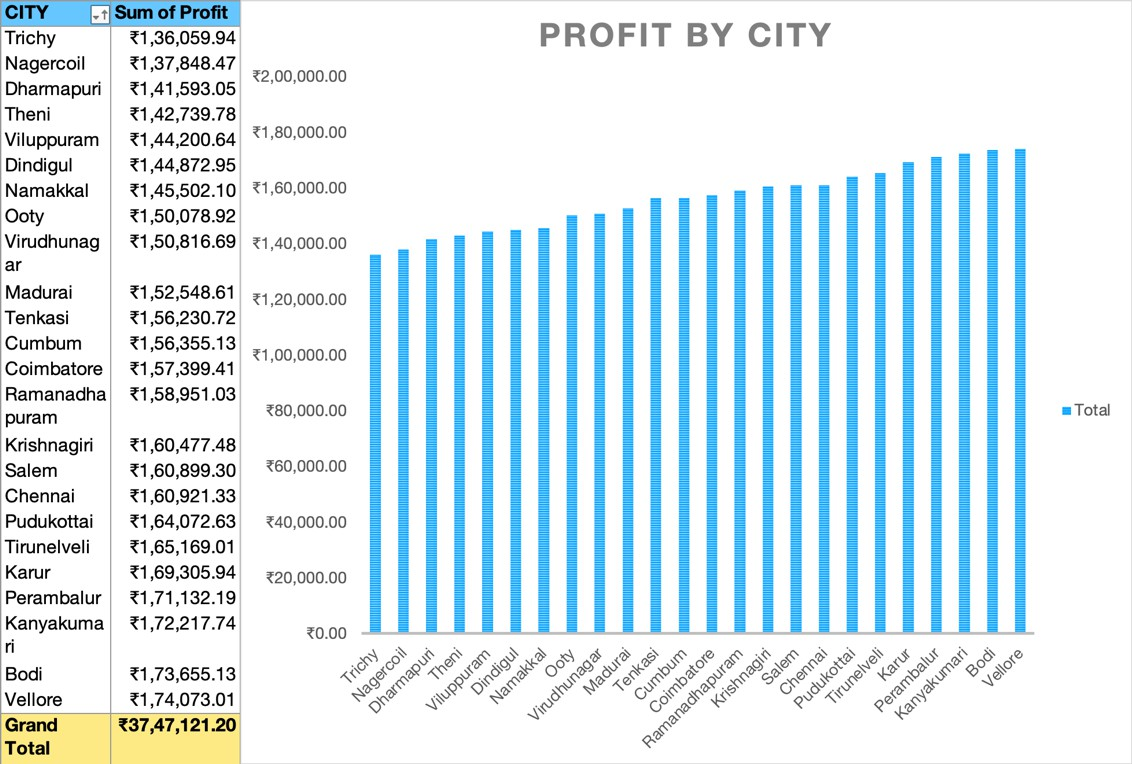 CITY Sum of Profit
Trichy ₹1,36,059.94
Nagercoil ₹1,37,848.47
Dharmapuri ₹1,41,593.05
Theni ₹1,42,739.78
Viluppuram ₹1,44,200.64
Dindigul ₹1,44,872.95
Namakkal ₹1,45,502.10
Ooty ₹1,50,078.92
Virudhunag ₹1,50,816.69
ar
Madurai ₹1,52,548.61
Tenkasi ₹1,56,230.72
Cumbum ₹1,56,355.13
Coimbatore ₹1,57,399.41
Ramanadha ₹1,58,951.03
puram
Krishnagiri ₹1,60,477.48
Salem ₹1,60,899.30
Chennai ₹1,60,921.33
Pudukottai ₹1,64,072.63
Tirunelveli ₹1,65,169.01
Karur ₹1,69,305.94
Perambalur ₹1,71,132.19
Kanyakuma ₹1,72,217.74
ri
Bodi ₹1,73,655.13
Vellore ₹1,74,073.01
Grand ₹37,47,121.20
Total
PROFIT BY CITY
₹2,00,000.00
₹1,80,000.00
₹1,60,000.00
₹1,40,000.00
₹1,20,000.00
₹1,00,000.00
₹80,000.00
₹60,000.00
₹40,000.00
₹20,000.00
₹0.00
Trichy
Nagercoil
Dharmapuri
Theni
Viluppuram
Dindigul
Namakkal
Ooty
Virudhunagar
Madurai
Tenkasi
Cumbum
Coimbatore
Ramanadhapuram
Krishnagiri
Salem
Chennai
Pudukottai
Tirunelveli
Karur
Perambalur
Kanyakumari
Bodi
Vellore
Total